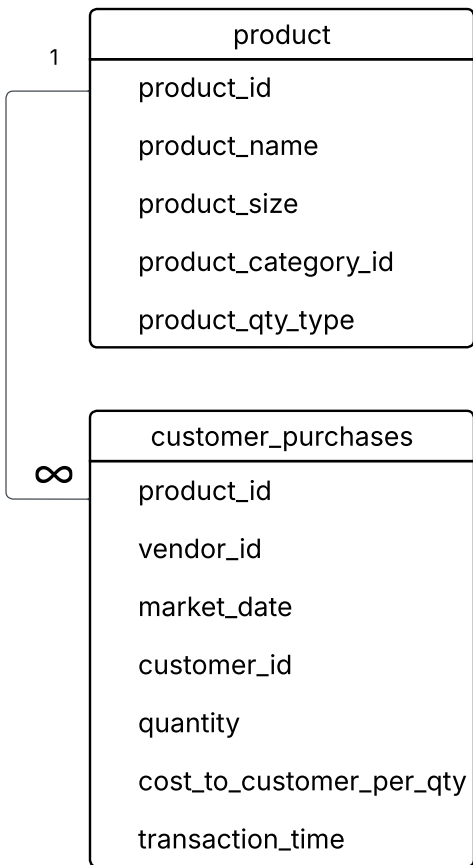 product
1
product_id
product_name
product_size
product_category_id
product_qty_type
customer_purchases
∞
product_id
vendor_id
market_date
customer_id
quantity
cost_to_customer_per_qty
transaction_time